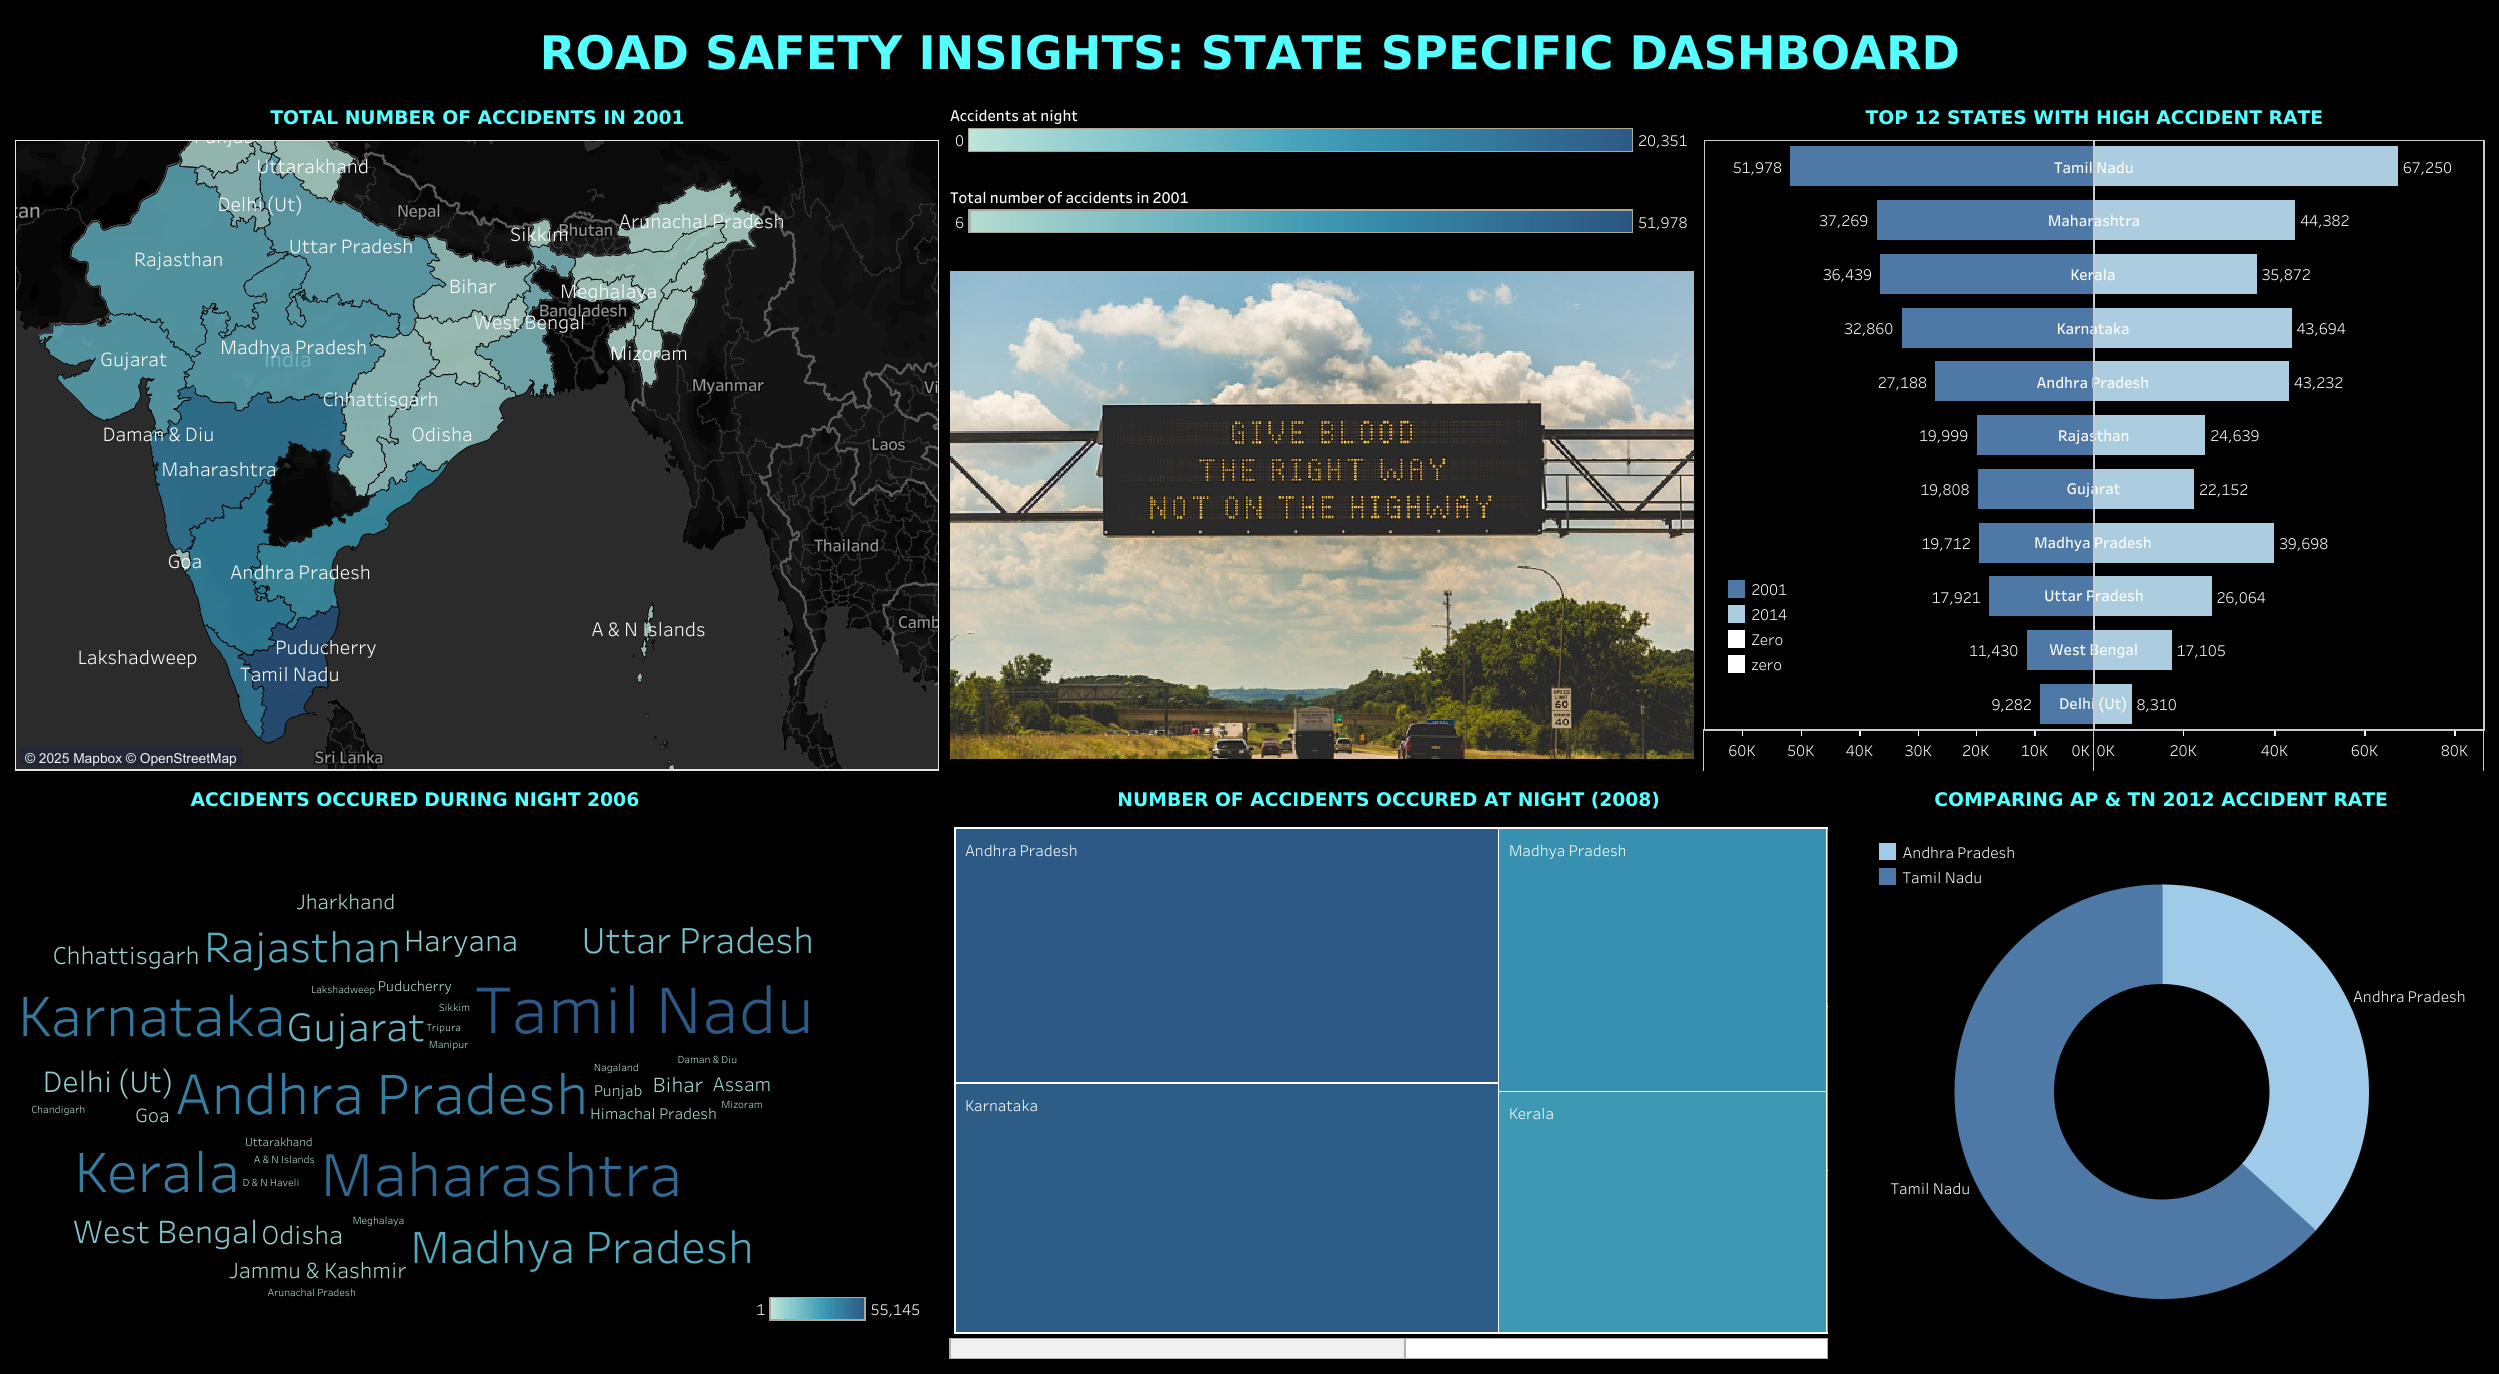 ROAD SAFETY INSIGHTS: STATE SPECIFIC DASHBOARD
TOTAL NUMBER OF ACCIDENTS IN 2001
Uttarakhand
Delhi (Ut)
Nepal
Arunachal Pradesh
Sikkim
Bhutan
Uttar Pradesh
Rajasthan
Bihar
Meghalaya
Bangladesh
West Bengal
Madhya Pradesh
India
Gujarat
Mizoram
Myanmar
Chhattisgarh
Daman & Diu
Odisha
Laos
Maharashtra
Thailand
Goa
Andhra Pradesh
A & N Islands
Puducherry
Lakshadweep
Tamil Nadu
Sri Lanka
© 2025 Mapbox © OpenStreetMap
Accidents at night
0 20,351
Total number of accidents in 2001
6 51,978
GIVE BLOOD
THE RIGHT WAY
NOT ON THE HIGHWAY
SPEED
LIMIT
60
40
TOP 12 STATES WITH HIGH ACCIDENT RATE
51,978 Tamil Nadu 67,250
37,269 Maharashtra 44,382
36,439 Kerala 35,872
32,860 Karnataka 43,694
27,188 Andhra Pradesh 43,232
19,999 Rajasthan 24,639
19,808 Gujarat 22,152
19,712 Madhya Pradesh 39,698
17,921 Uttar Pradesh 26,064
11,430 West Bengal 17,105
9,282 Delhi (Ut) 8,310
2001
2014
Zero
zero
60K 50K 40K 30K 20K 10K 0K 0K 20K 40K 60K 80K
ACCIDENTS OCCURED DURING NIGHT 2006
Jharkhand
Chhattisgarh Rajasthan Haryana Uttar Pradesh
Lakshadweep Puducherry
Sikkim
Karnataka Gujarat Tamil Nadu
Tripura
Manipur
Daman & Diu
Nagaland
Delhi (Ut) Andhra Pradesh Punjab Bihar Assam
Chandigarh Goa Himachal Pradesh Mizoram
Uttarakhand
A & N Islands
Kerala D & N Haveli Maharashtra
Meghalaya
West Bengal Odisha Madhya Pradesh
Jammu & Kashmir
Arunachal Pradesh
1 55,145
NUMBER OF ACCIDENTS OCCURED AT NIGHT (2008)
Andhra Pradesh
Madhya Pradesh
Karnataka
Kerala
COMPARING AP & TN 2012 ACCIDENT RATE
Andhra Pradesh
Tamil Nadu
Andhra Pradesh
Tamil Nadu